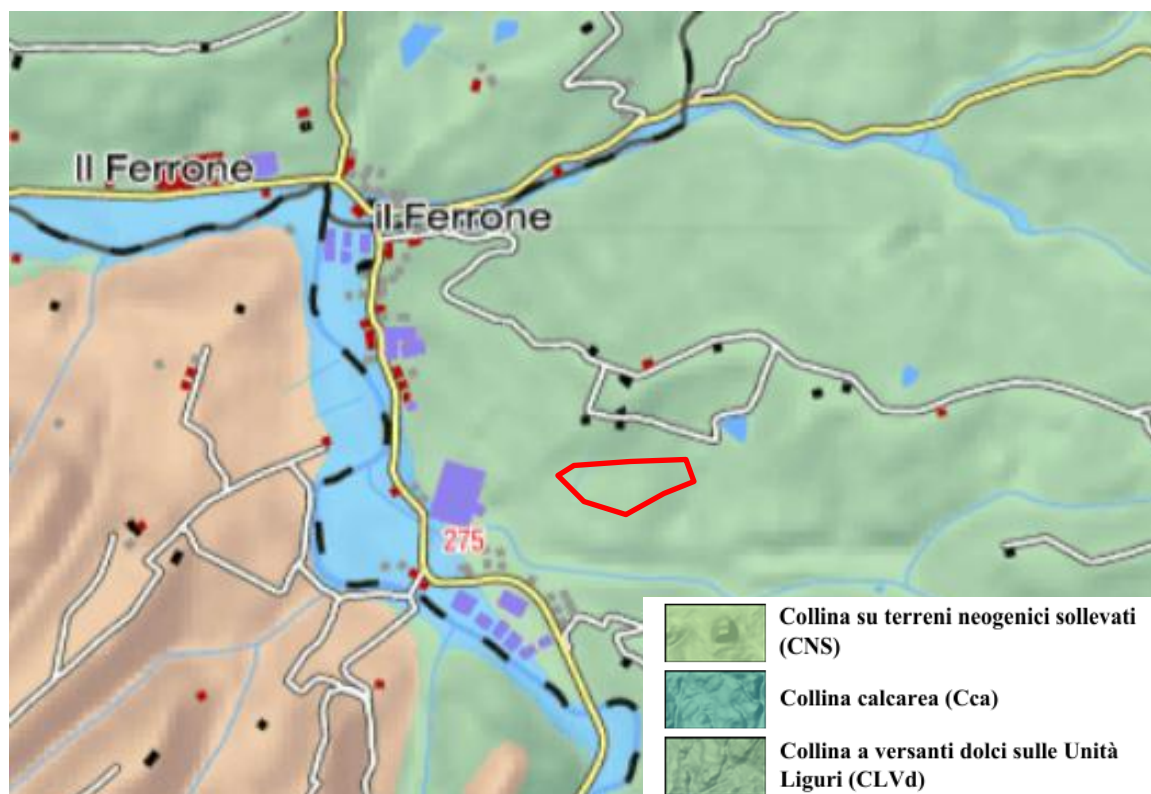 Il Ferrone
il Ferrone
275
Collina su terreni neogenici sollevati
(CNS)
Collina calcarea (Cca)
Collina a versanti dolci sulle Unità
Liguri (CLVd)